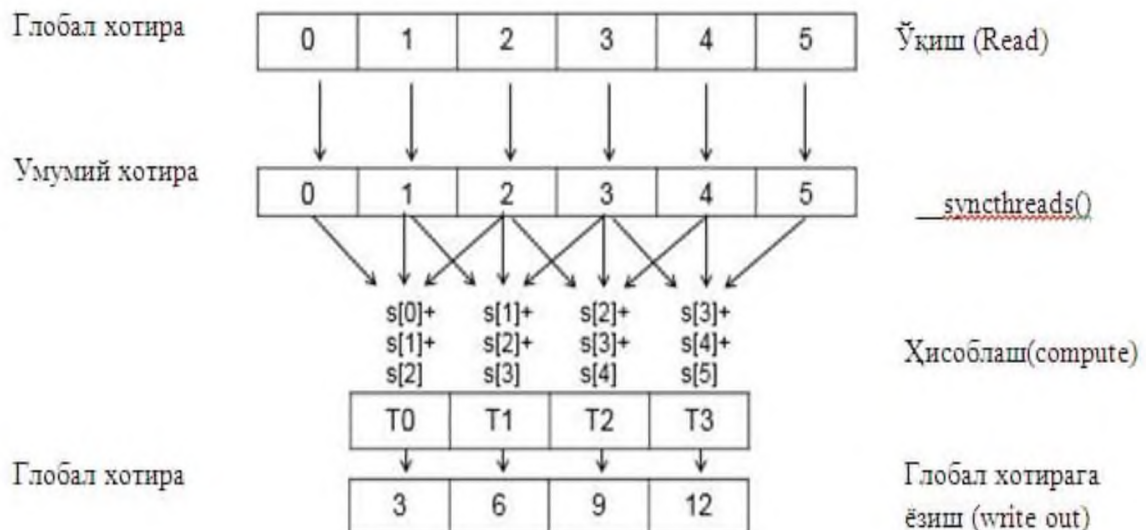 Глобал хотира
0 1 2 3 4 5
Ўқиш (Read)
Умумий хотира
0 1 2 3 4 5
__syncthreads()
s[0]+ s[1]+ s[2]+ s[3]+
s[1]+ s[2]+ s[3]+ s[4]+
s[2] s[3] s[4] s[5]
Ҳисоблаш(compute)
T0 T1 T2 T3
Глобал хотира
3 6 9 12
Глобал хотирага
ёзиш (write out)